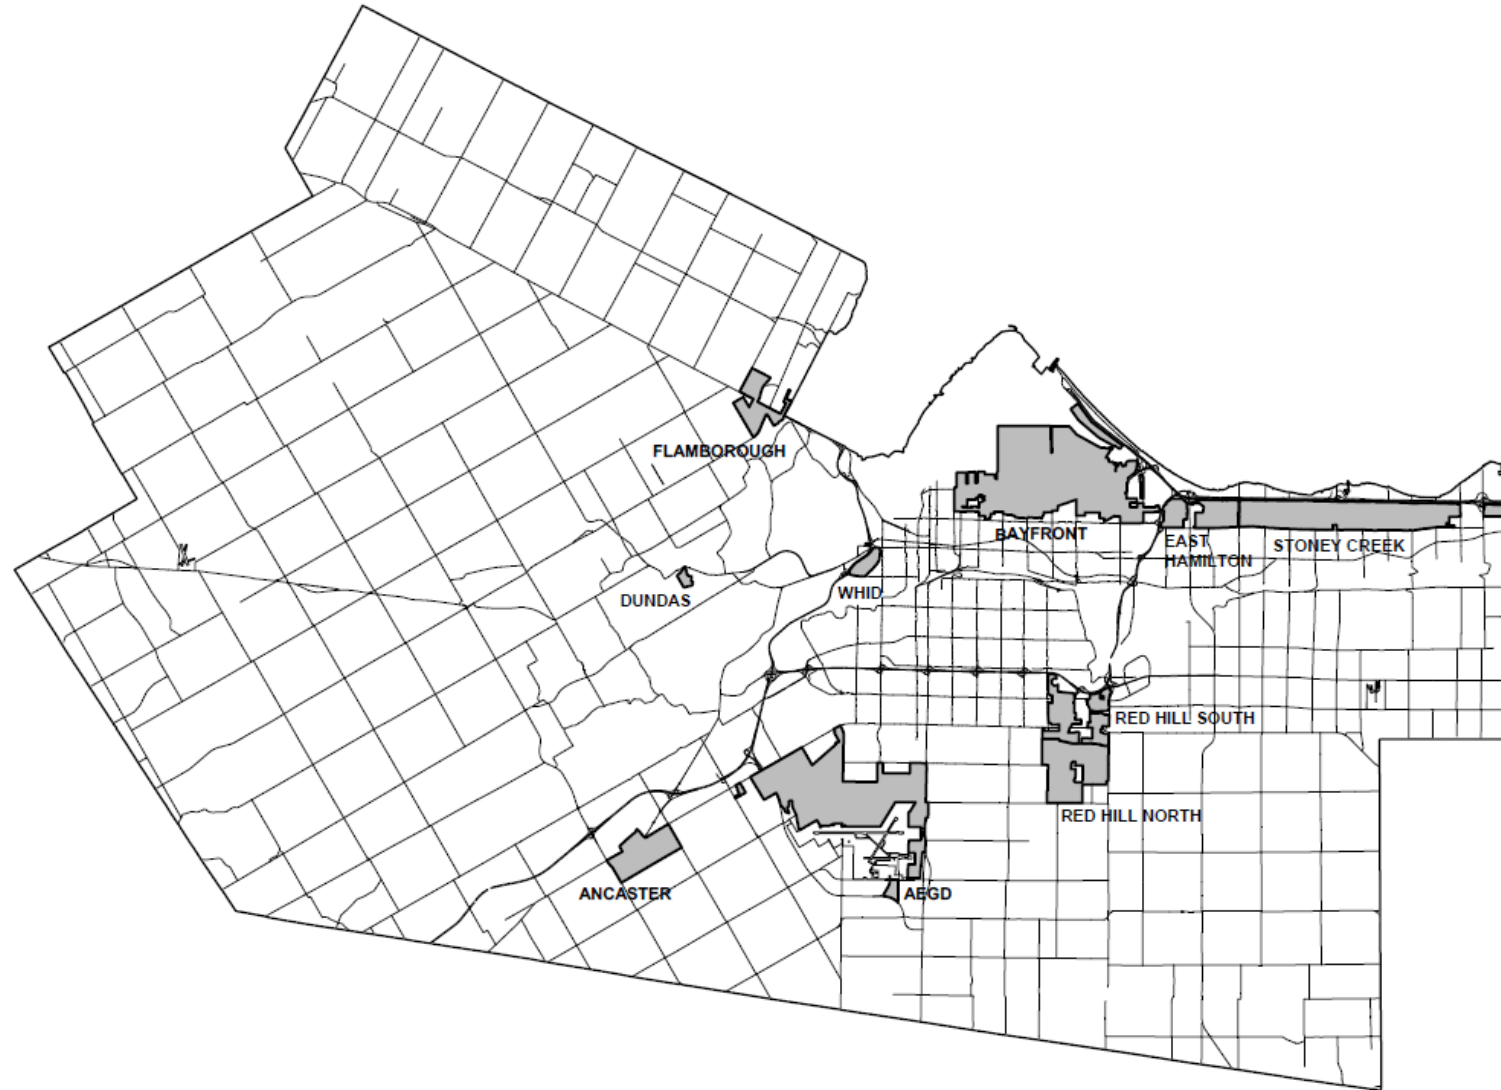 FLAMBOROUGH
BAYFRONT
EAST
HAMILTON
STONEY CREEK
DUNDAS
WHID
RED HILL SOUTH
RED HILL NORTH
ANCASTER
AEGD